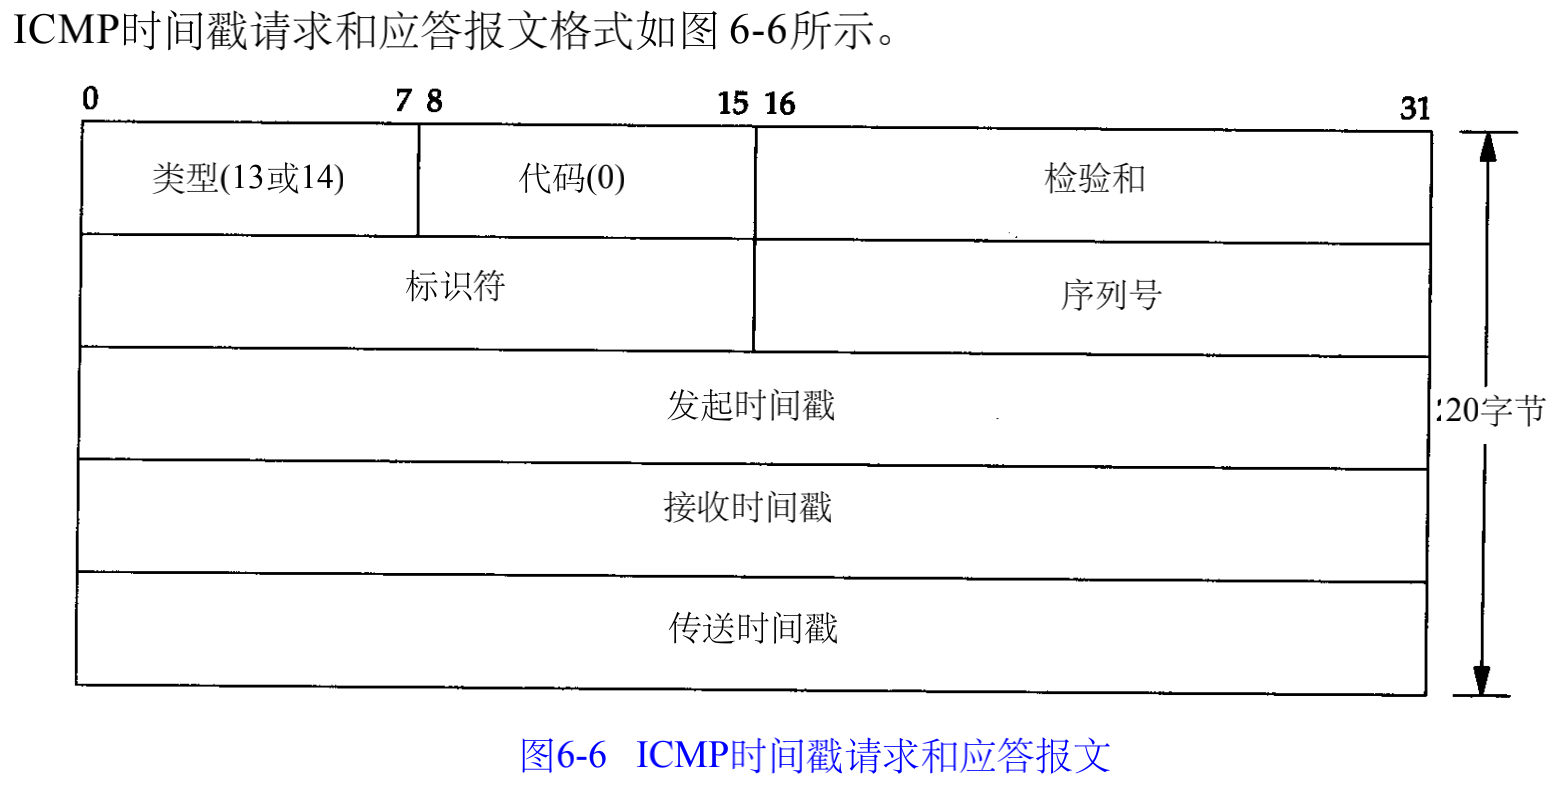 ICMP时间戳请求和应答报文格式如图 6-6所示。
0 7 8 15 16 31
类型(13或14) 代码(0) 检验和
标识符 序列号
发起时间戳
20字节
接收时间戳
传送时间戳
图6-6 ICMP时间戳请求和应答报文